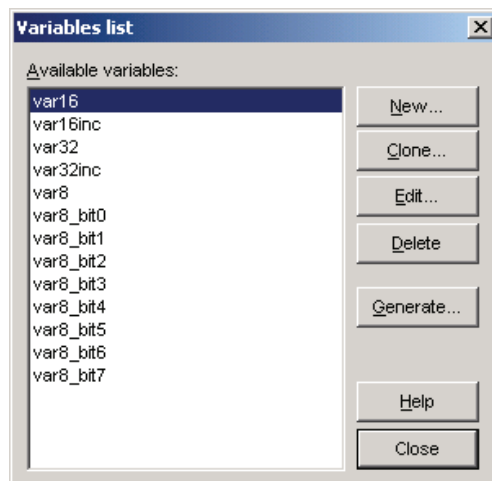 Variables list
Available variables:
var16
var16inc
var32
var32inc
var8
var8_bit0
var8_bit1
var8_bit2
var8_bit3
var8_bit4
var8_bit5
var8_bit6
var8_bit7
New...
Clone...
Edit...
Delete
Generate...
Help
Close